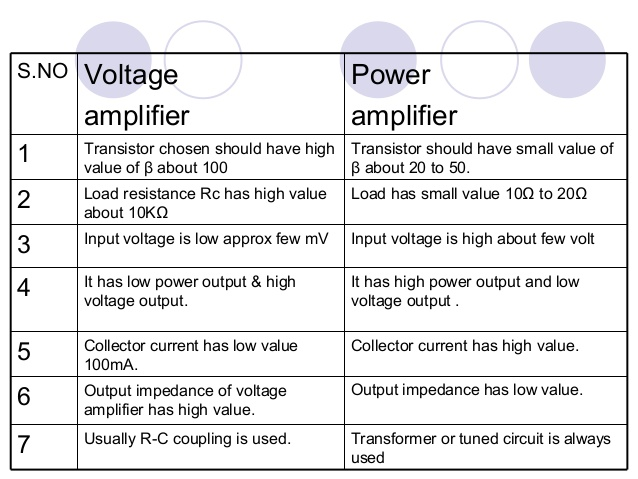 S.NO
Voltage
amplifier
Power
amplifier
1
Transistor chosen should have high
value of β about 100
Transistor should have small value of
β about 20 to 50.
2
Load resistance Rc has high value
about 10KΩ
Load has small value 10Ω to 20Ω
3
Input voltage is low approx few mV
Input voltage is high about few volt
4
It has low power output & high
voltage output.
It has high power output and low
voltage output .
5
Collector current has low value
100mA.
Collector current has high value.
6
Output impedance of voltage
amplifier has high value.
Output impedance has low value.
7
Usually R-C coupling is used.
Transformer or tuned circuit is always
used